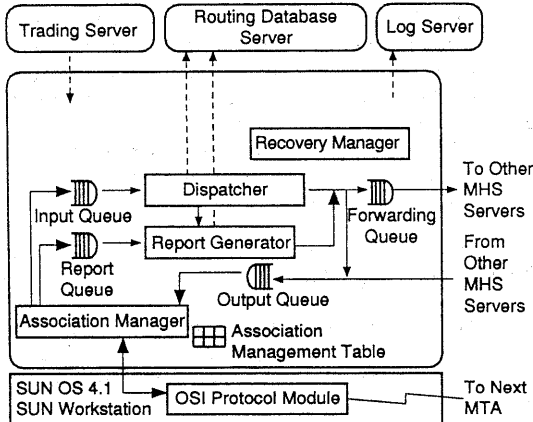 Trading Server
Routing Database
Server
Log Server
Recovery Manager
Dispatcher
Input Queue
Forwarding
Queue
To Other
MHS
Servers
Report Generator
Report
Queue
Output Queue
From
Other
MHS
Servers
Association Manager
Association
Management Table
SUN OS 4.1
SUN Workstation
OSI Protocol Module
To Next
MTA